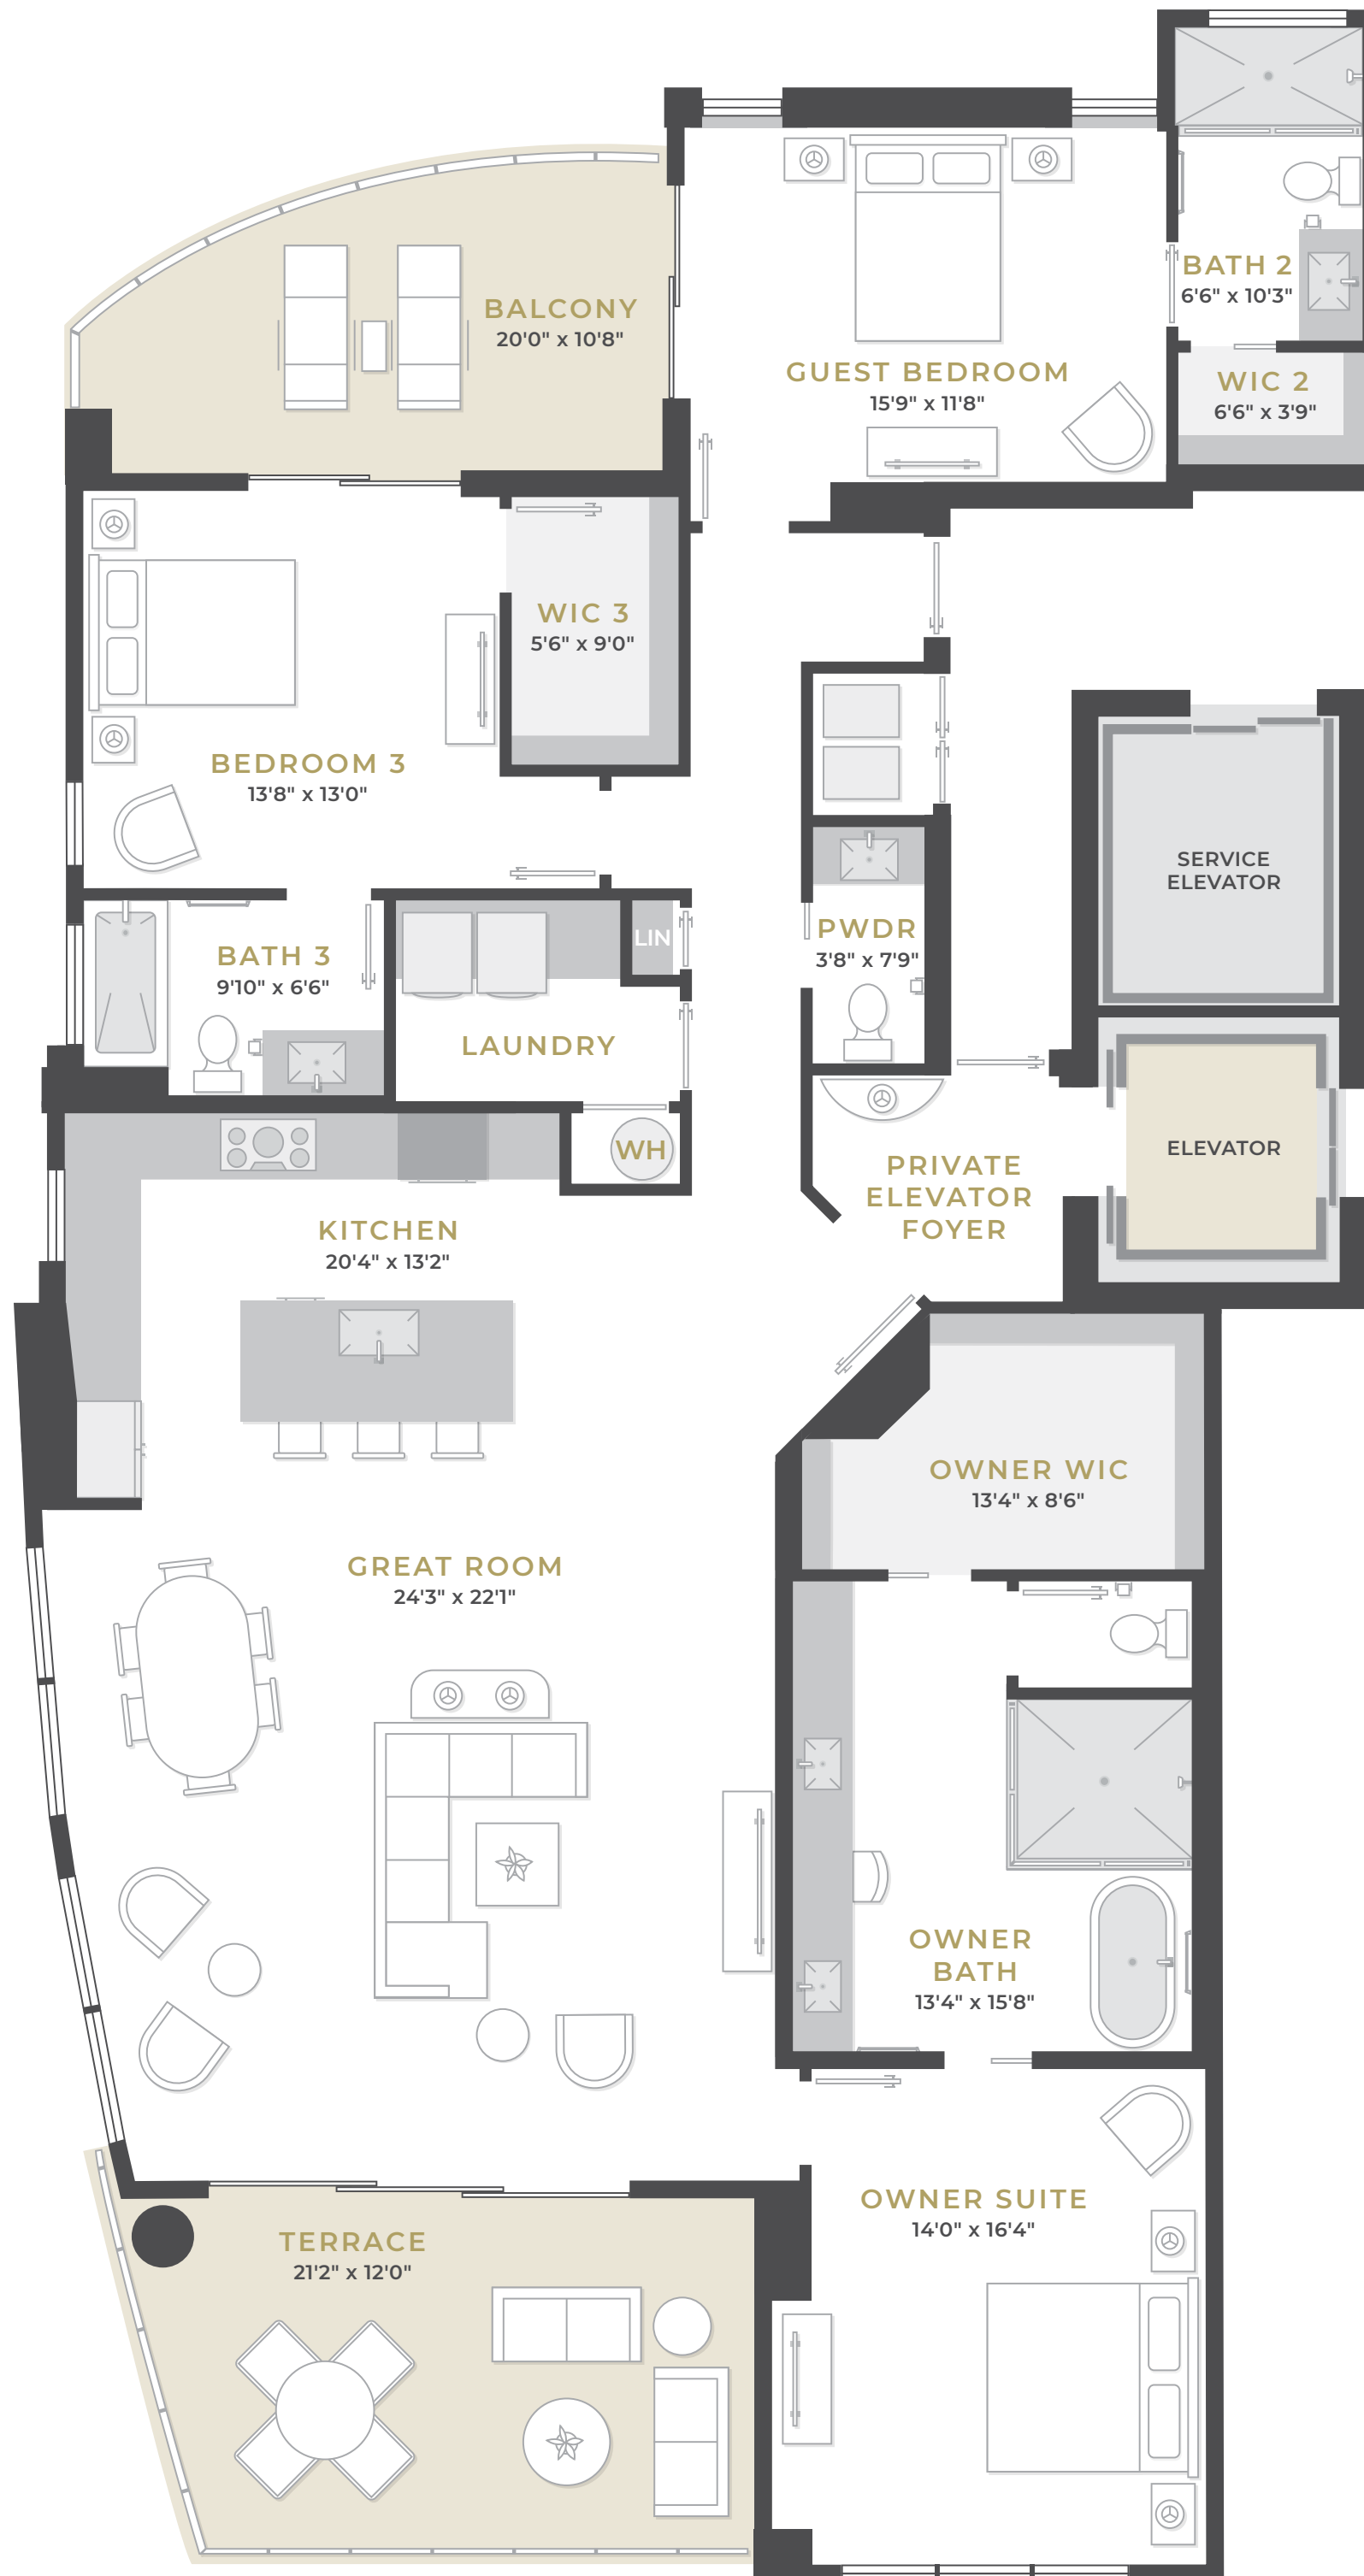 BATH 2
6'6" x 10'3"
BALCONY
20'0" x 10'8"
GUEST BEDROOM
15'9" x 11'8"
WIC 2
6'6" x 3'9"
WIC 3
5'6" x 9'0"
BEDROOM 3
13'8" x 13'0"
SERVICE
ELEVATOR
PWDR
3'8" x 7'9"
LIN
BATH 3
9'10" x 6'6"
LAUNDRY
WH
ELEVATOR
PRIVATE
ELEVATOR
FOYER
KITCHEN
20'4" x 13'2"
OWNER WIC
13'4" x 8'6"
GREAT ROOM
24'3" x 22'1"
OWNER
BATH
13'4" x 15'8"
OWNER SUITE
14'0" x 16'4"
TERRACE
21'2" x 12'0"